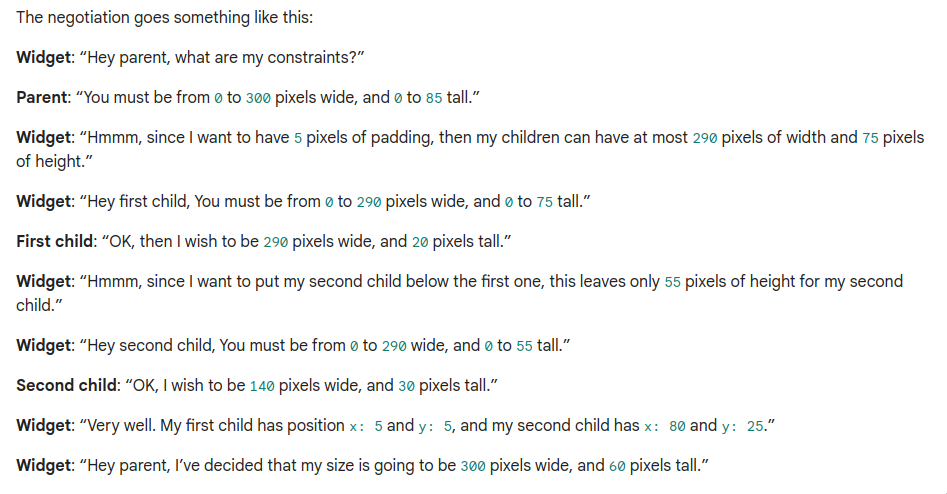 The negotiation goes something like this:
Widget: “Hey parent, what are my constraints?”
Parent: “You must be from 0 to 300 pixels wide, and 0 to 85 tall.”
Widget: “Hmmm, since I want to have 5 pixels of padding, then my children can have at most 290 pixels of width and 75 pixels
of height.”
Widget: “Hey first child, You must be from 0 to 290 pixels wide, and 0 to 75 tall.”
First child: “OK, then I wish to be 290 pixels wide, and 20 pixels tall.”
Widget: “Hmmm, since I want to put my second child below the first one, this leaves only 55 pixels of height for my second
child.”
Widget: “Hey second child, You must be from 0 to 290 wide, and 0 to 55 tall.”
Second child: “OK, I wish to be 140 pixels wide, and 30 pixels tall.”
Widget: “Very well. My first child has position x: 5 and y: 5, and my second child has x: 80 and y: 25.”
Widget: “Hey parent, I’ve decided that my size is going to be 300 pixels wide, and 60 pixels tall.”